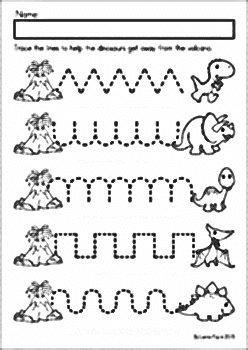 Name:
Trace the lines to help the dinosaurs get away from the volcano.